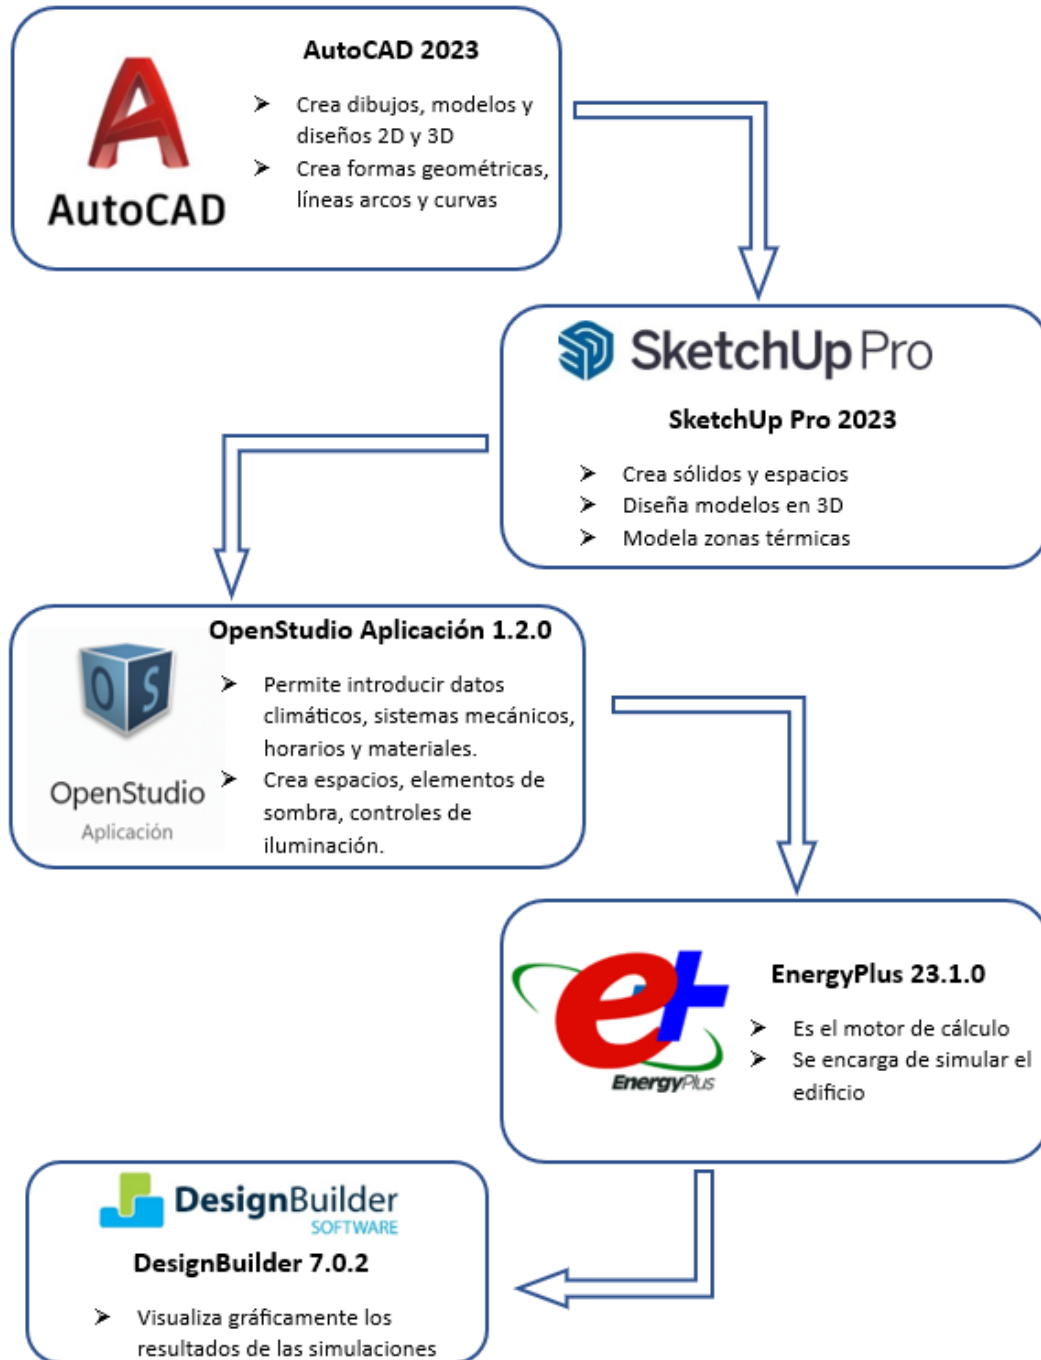 AutoCAD 2023
➤ Crea dibujos, modelos y
diseños 2D y 3D
➤ Crea formas geométricas,
líneas arcos y curvas
AutoCAD
SketchUp Pro
SketchUp Pro 2023
➤ Crea sólidos y espacios
➤ Diseña modelos en 3D
➤ Modela zonas térmicas
OpenStudio Aplicación 1.2.0
➤ Permite introducir datos
climáticos, sistemas mecánicos,
horarios y materiales.
➤ Crea espacios, elementos de
sombra, controles de
iluminación.
OS
OpenStudio
Aplicación
e+
EnergyPlus
EnergyPlus 23.1.0
➤ Es el motor de cálculo
➤ Se encarga de simular el
edificio
DesignBuilder
SOFTWARE
DesignBuilder 7.0.2
➤ Visualiza gráficamente los
resultados de las simulaciones